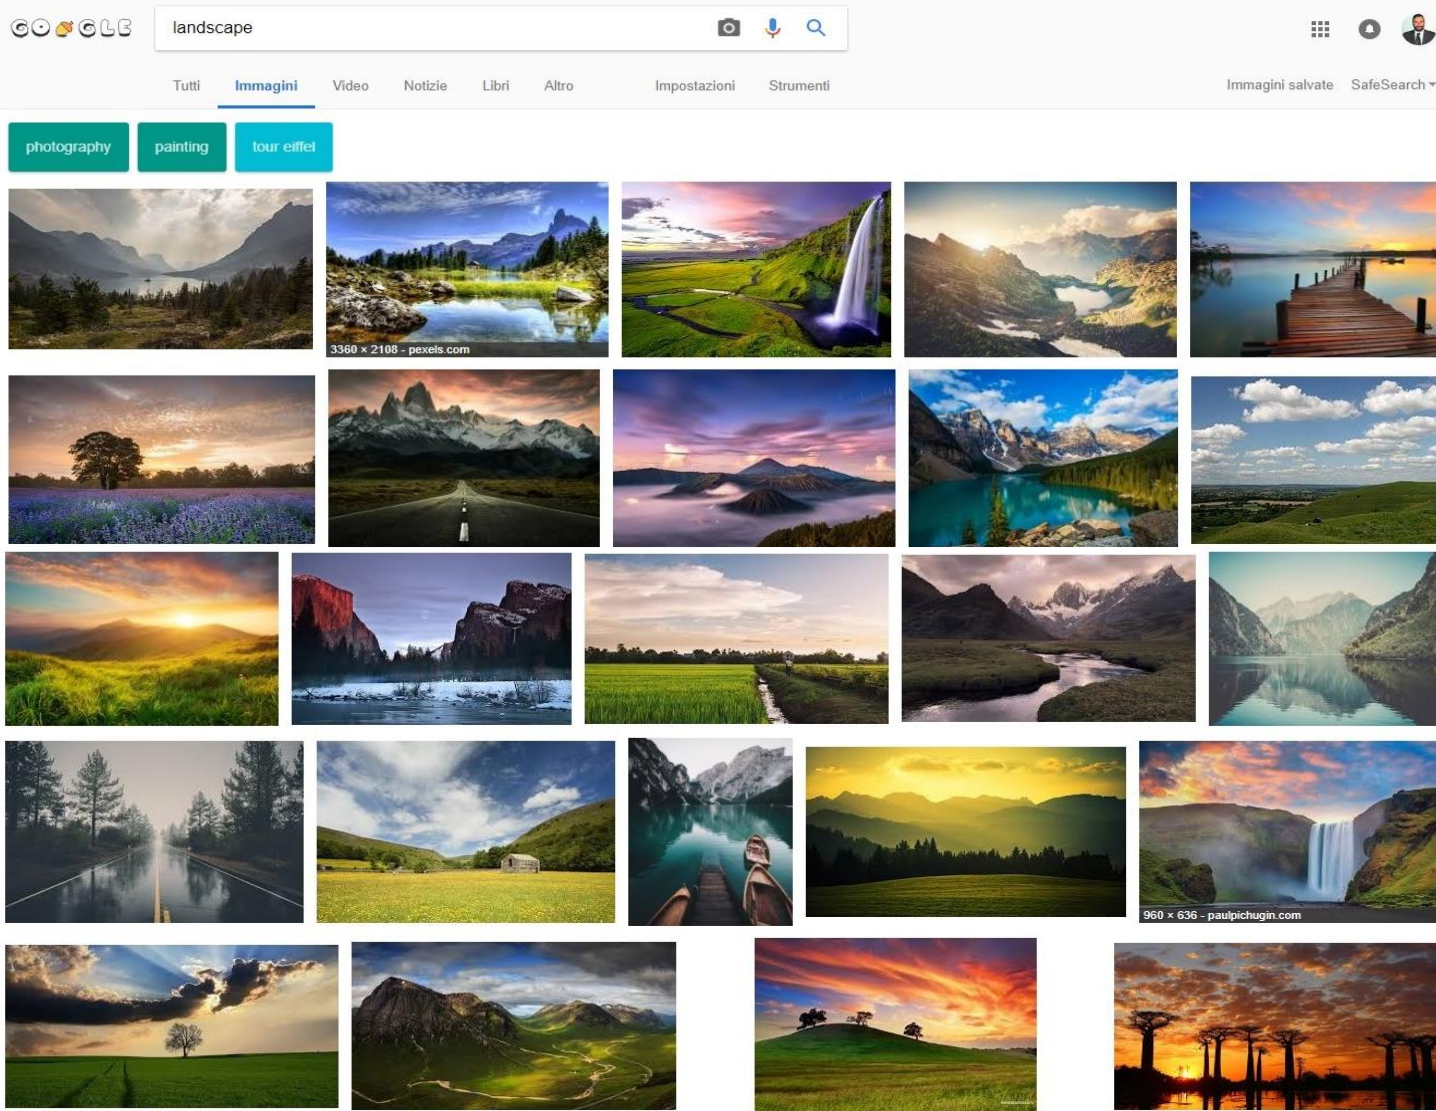 GOOGLE
landscape
Tutti Immagini Video Notizie Libri Altro Impostazioni Strumenti Immagini salvate SafeSearch
photography painting tour eiffel
3360 × 2108 - pexels.com
960 × 636 - paulpichugin.com